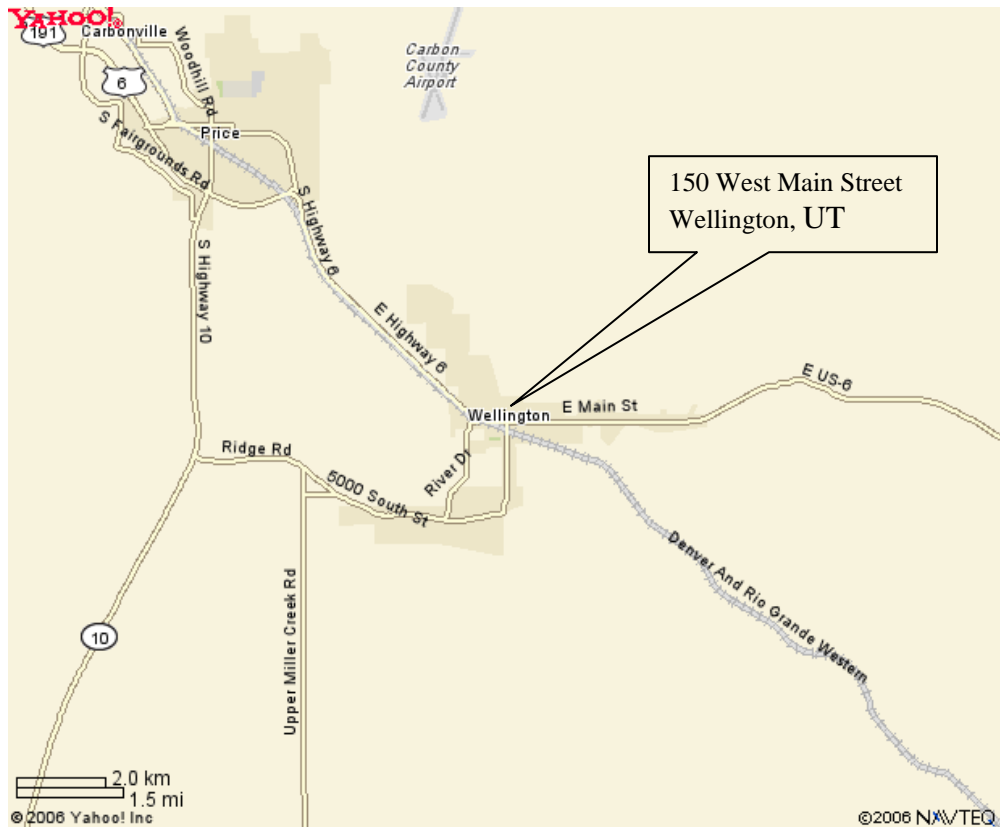 YAHOO!
191
Carbonville
Woodhill Rd
6
Carbon
County
Airport
Price
S Fairgrounds Rd
S Highway 6
150 West Main Street
Wellington, UT
S Highway 10
E Highway 6
E US-6
Wellington
E Main St
Ridge Rd
River Dr
5000 South St
Denver And Rio Grande Western
Upper Miller Creek Rd
10
2.0 km
1.5 mi
©2006 Yahoo! Inc
©2006 NAVTEQ